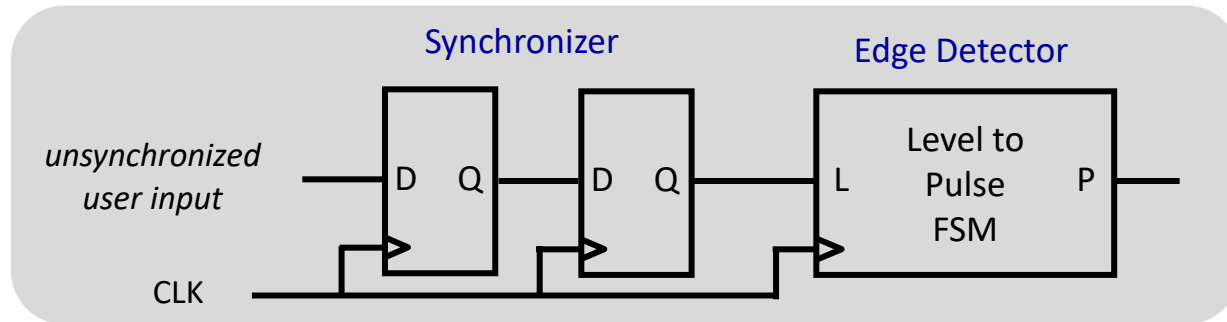 Synchronizer
Edge Detector
unsynchronized
user input
D Q
D Q
L
Level to
Pulse
FSM
P
CLK